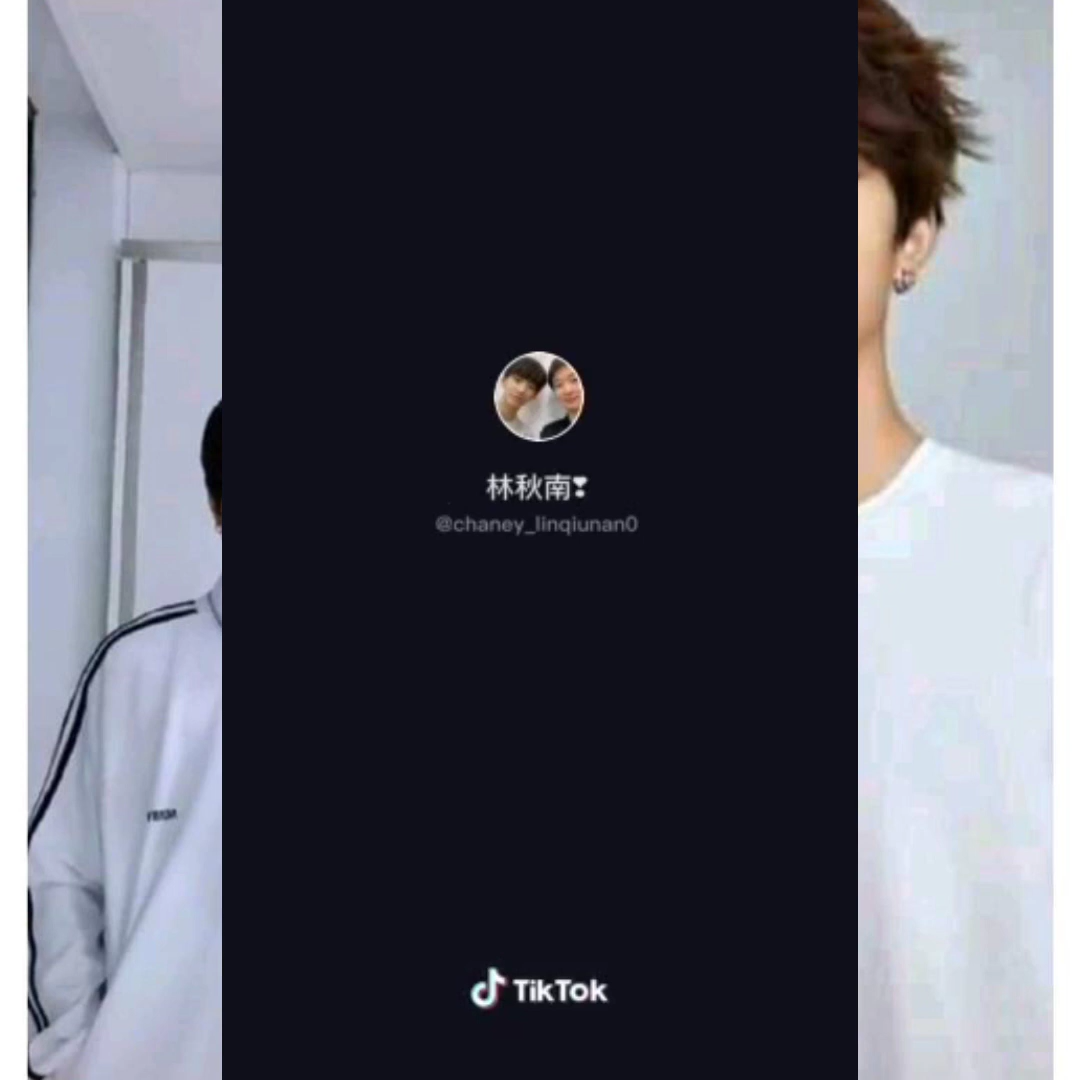 林秋南❣
@chaney_linqiunan0
TikTok